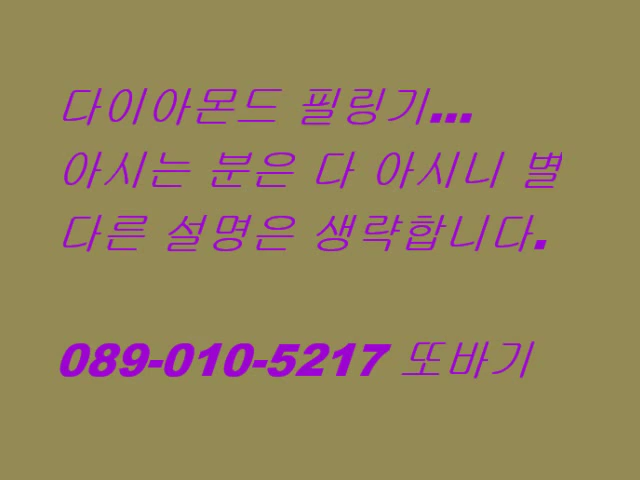 다이아몬드 필링기...
아시는 분은 다 아시니 별
다른 설명은 생략합니다.
089-010-5217 또바기